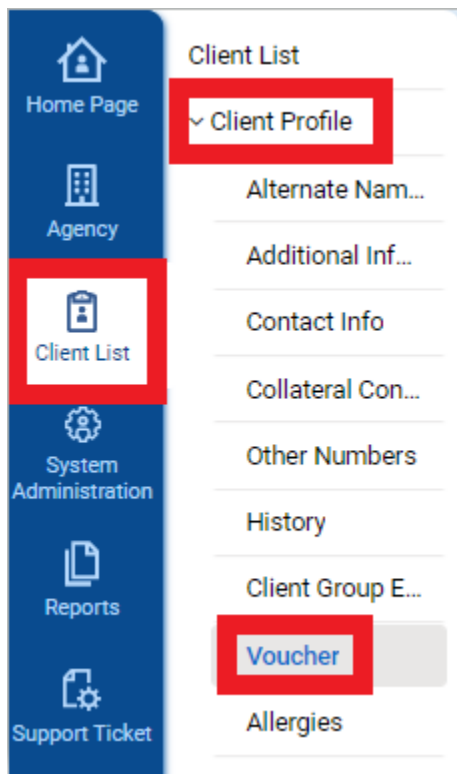 Home Page
Agency
Client List
System
Administration
Reports
Support Ticket
Client List
Client Profile
Alternate Nam...
Additional Inf...
Contact Info
Collateral Con...
Other Numbers
History
Client Group E...
Voucher
Allergies